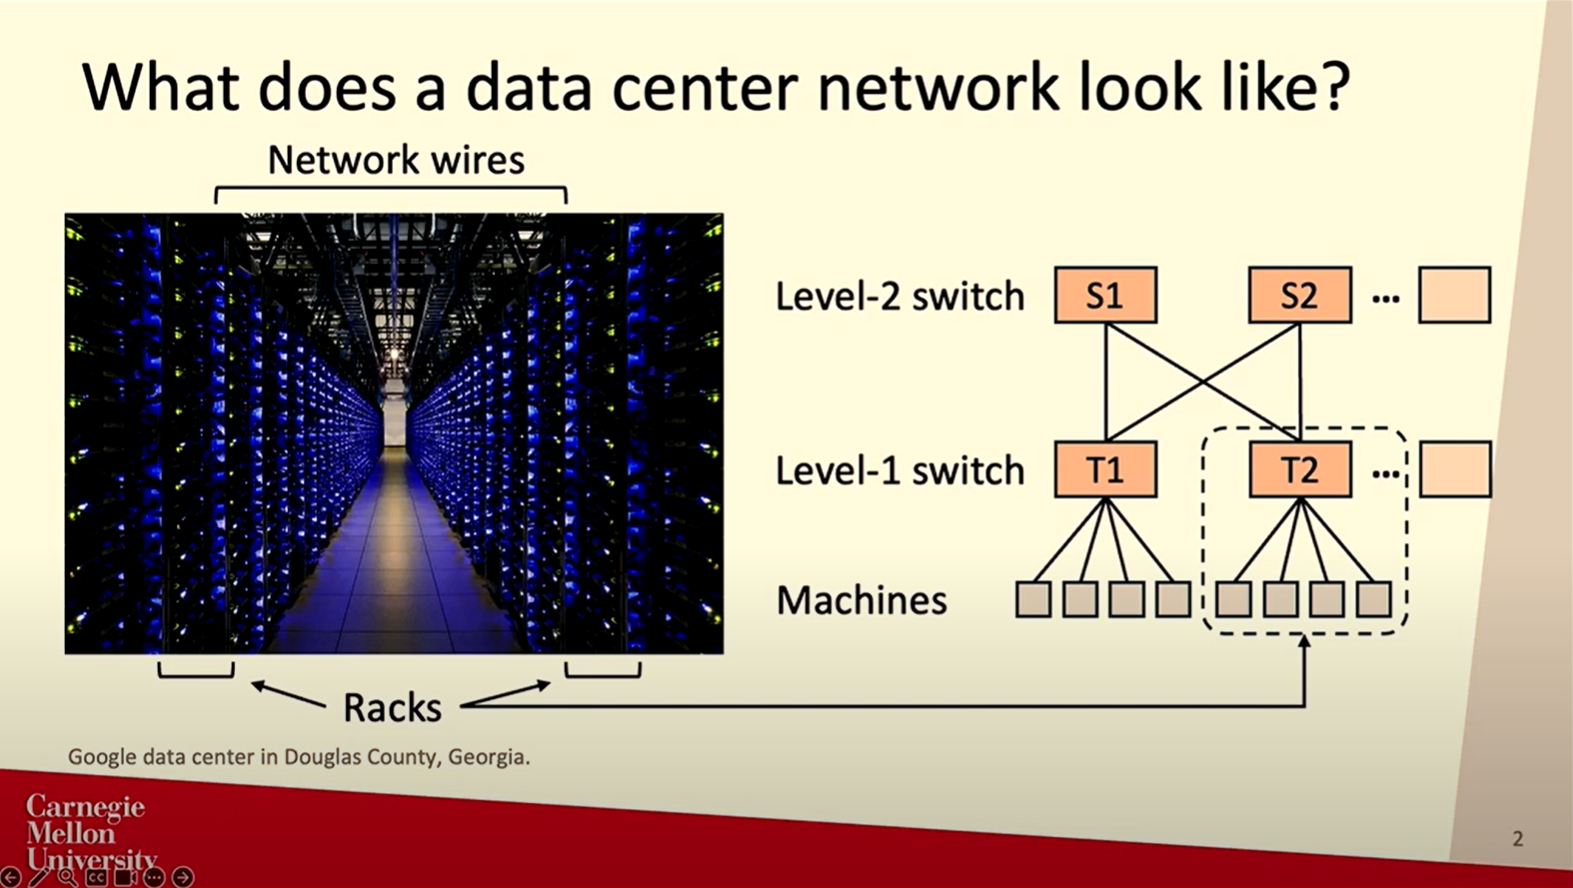 What does a data center network look like?
Network wires
Level-2 switch
S1
S2
...
Level-1 switch
T1
T2
...
Machines
Racks
Google data center in Douglas County, Georgia.
Carnegie
Mellon
University
2
CC